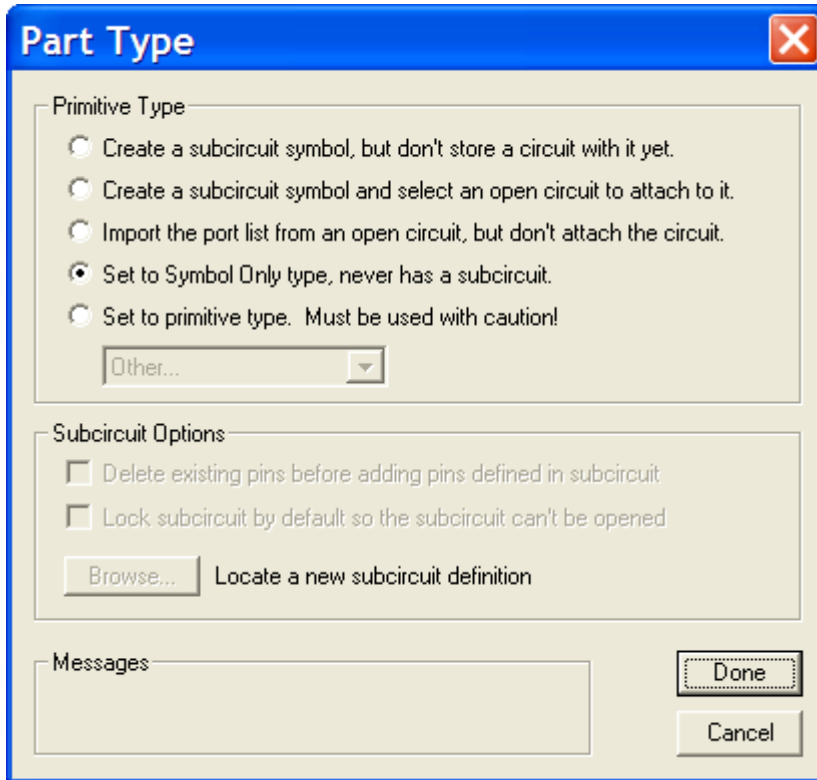 Part Type
Primitive Type
Create a subcircuit symbol, but don't store a circuit with it yet.
Create a subcircuit symbol and select an open circuit to attach to it.
Import the port list from an open circuit, but don't attach the circuit.
Set to Symbol Only type, never has a subcircuit.
Set to primitive type.  Must be used with caution!
Other...
Subcircuit Options
Delete existing pins before adding pins defined in subcircuit
Lock subcircuit by default so the subcircuit can't be opened
Browse... Locate a new subcircuit definition
Messages
Done
Cancel